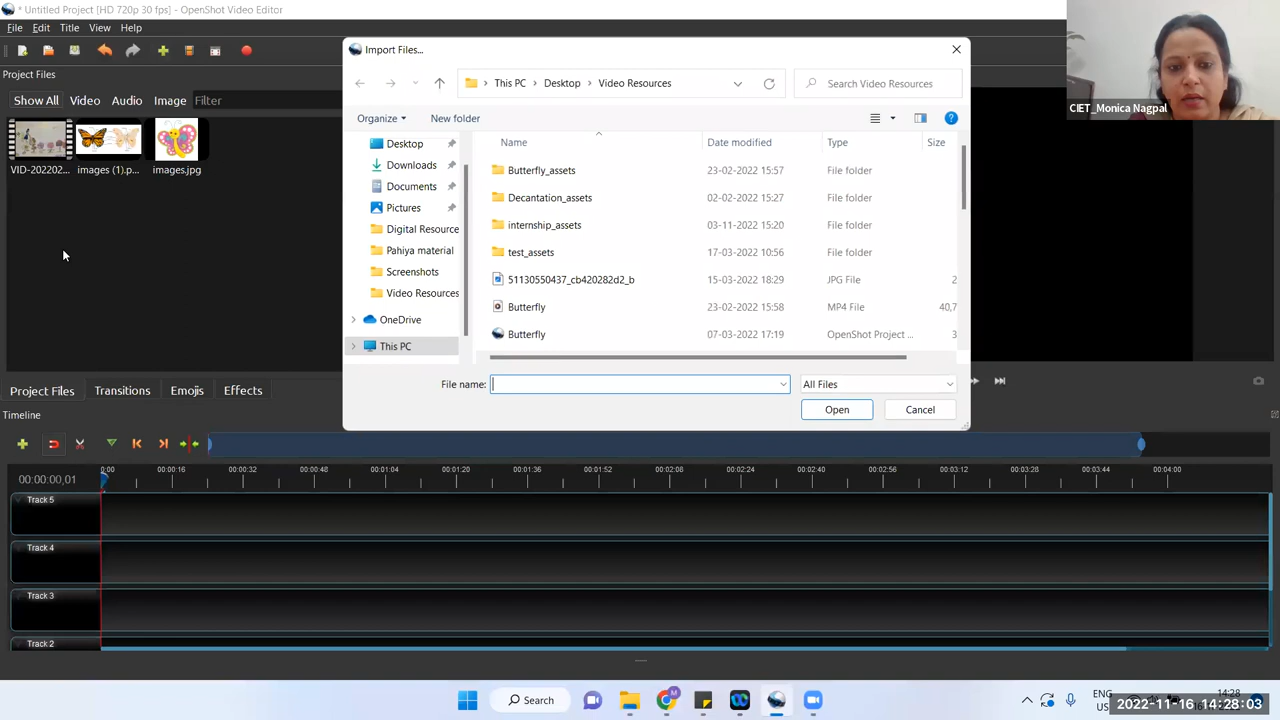 * Untitled Project [HD 720p 30 fps] - OpenShot Video Editor
File Edit Title View Help
Project Files
Show All Video Audio Image Filter
VID-202202... images (1).p... images.jpg
Import Files...
This PC Desktop Video Resources
Search Video Resources
Organize New folder
Name Date modified Type Size
Desktop
Downloads
Documents
Pictures
Digital Resource
Pahiya material
Screenshots
Video Resources
OneDrive
This PC
Butterfly_assets 23-02-2022 15:57 File folder
Decantation_assets 02-02-2022 15:27 File folder
internship_assets 03-11-2022 15:20 File folder
test_assets 17-03-2022 10:56 File folder
51130550437_cb420282d2_b 15-03-2022 18:29 JPG File 2
Butterfly 23-02-2022 15:58 MP4 File 40,7
Butterfly 07-03-2022 17:19 OpenShot Project ... 3
File name: All Files
Open Cancel
CIET_Monica Nagpal
Project Files Transitions Emojis Effects
Timeline
00:00:00,01
0:00 00:00:16 00:00:32 00:00:48 00:01:04 00:01:20 00:01:36 00:01:52 00:02:08 00:02:24 00:02:40 00:02:56 00:03:12 00:03:28 00:03:44 00:04:00
Track 5
Track 4
Track 3
Track 2
Search
M
ENG
US
14:28
2022-11-16 14:28:03